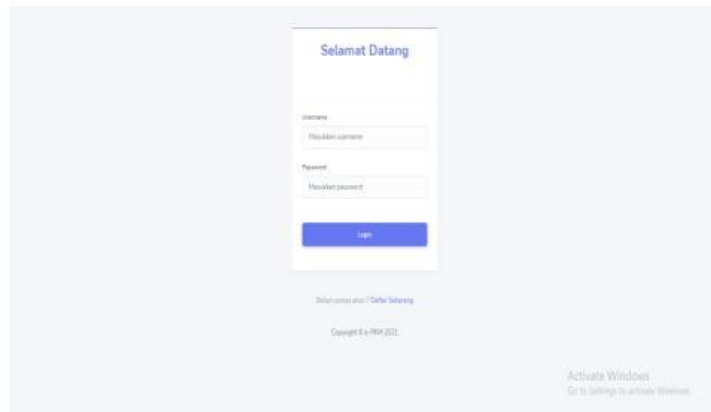 Selamat Datang
Username
Masukkan username
Password
Masukkan password
Login
Belum punya akun ? Daftar Sekarang
Copyright © e-PKM 2021
Activate Windows
Go to Settings to activate Windows.